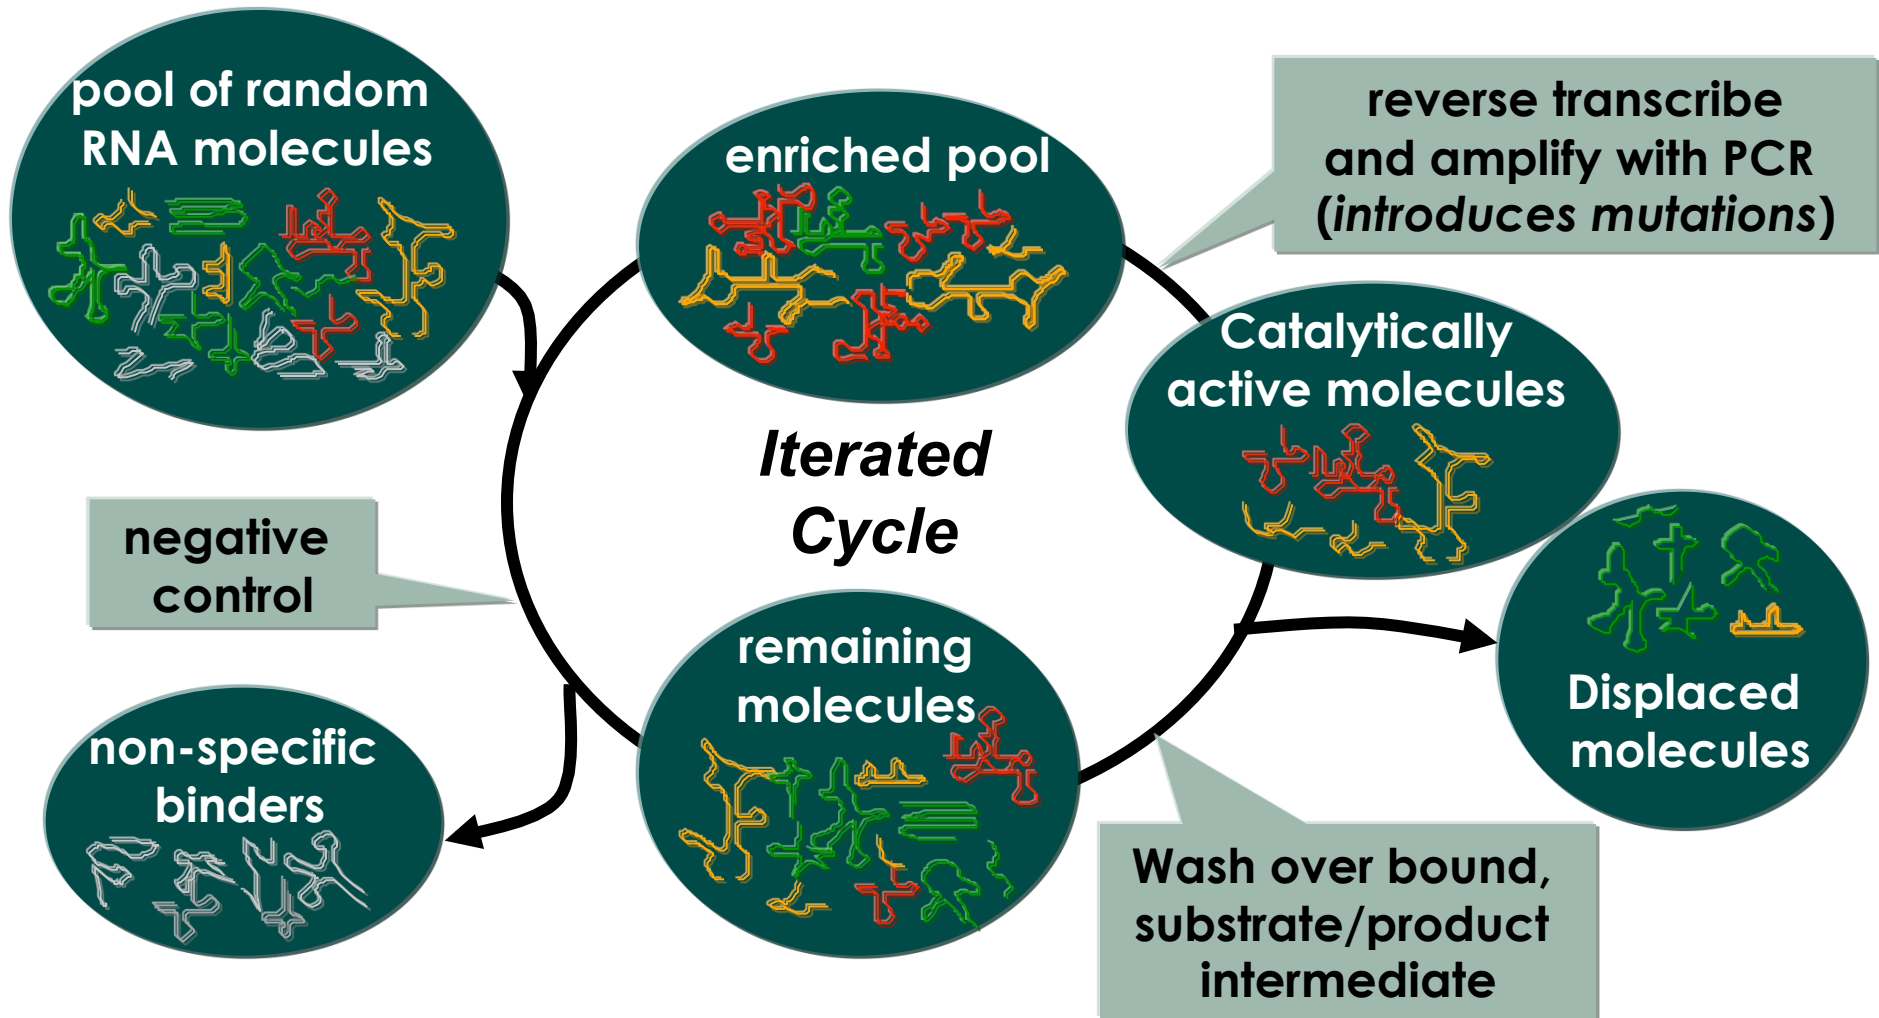 pool of random
RNA molecules
enriched pool
reverse transcribe
and amplify with PCR
(introduces mutations)
Catalytically
active molecules
Iterated
Cycle
negative
control
remaining
molecules
Displaced
molecules
non-specific
binders
Wash over bound,
substrate/product
intermediate